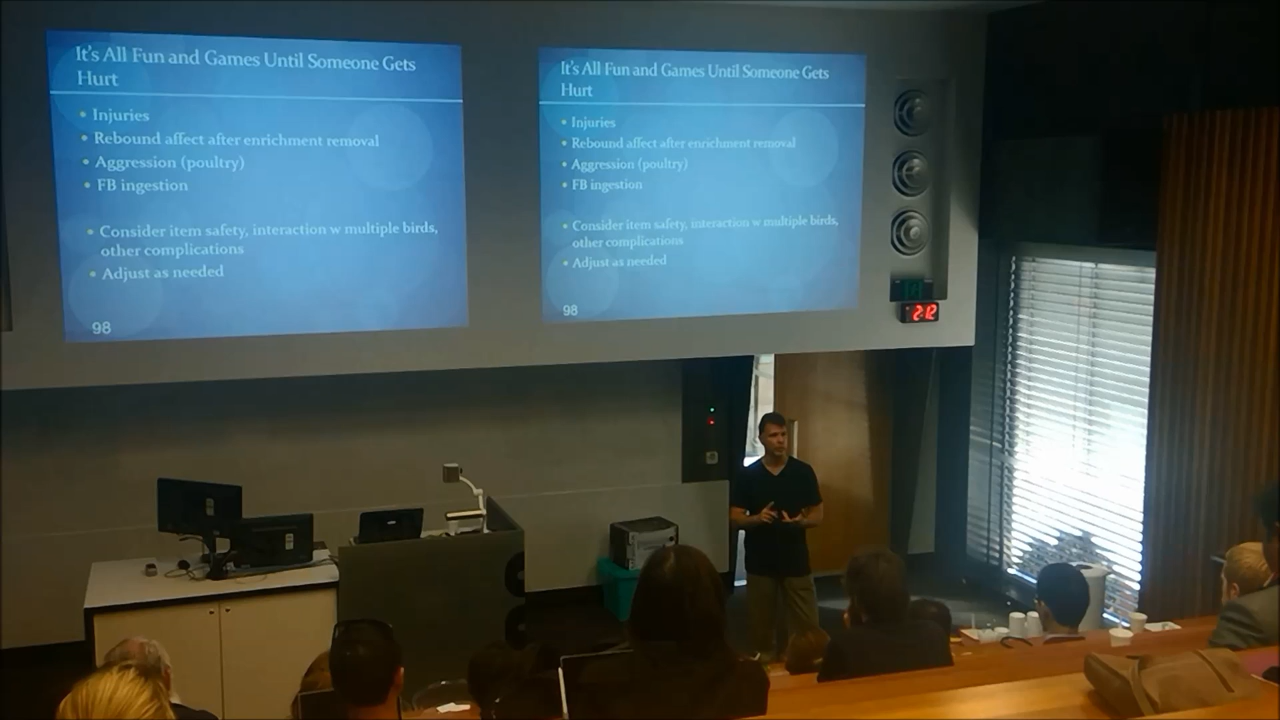 It's All Fun and Games Until Someone Gets
Hurt
Injuries
Rebound affect after enrichment removal
Aggression (poultry)
FB ingestion
Consider item safety, interaction w multiple birds,
other complications
Adjust as needed
98
It's All Fun and Games Until Someone Gets
Hurt
Injuries
Rebound affect after enrichment removal
Aggression (poultry)
FB ingestion
Consider item safety, interaction w multiple birds,
other complications
Adjust as needed
98
2:12